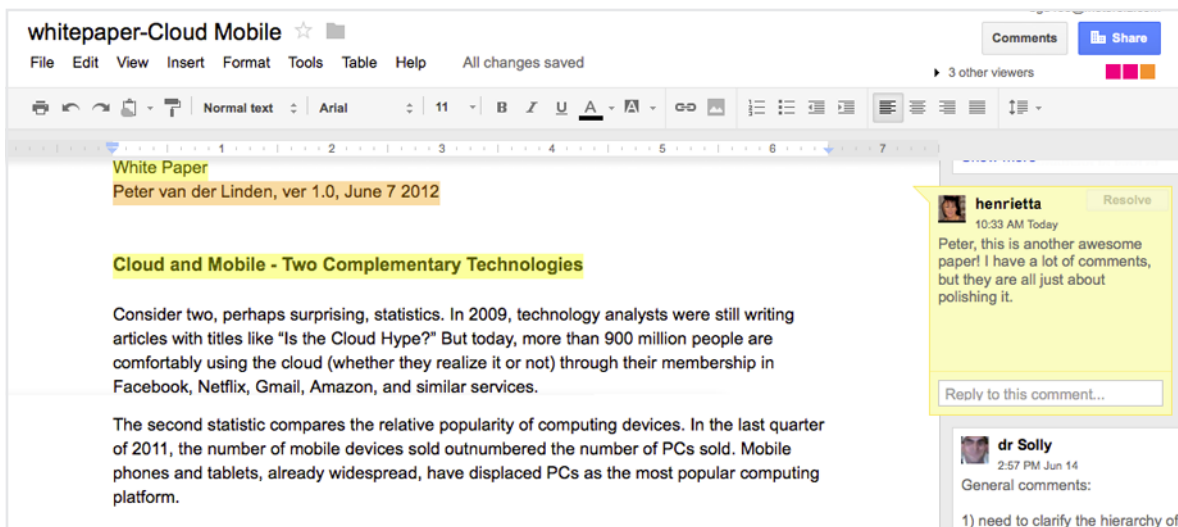 whitepaper-Cloud Mobile
Comments
Share
File Edit View Insert Format Tools Table Help All changes saved
3 other viewers
Normal text Arial 11 B I U A A
1 2 3 4 5 6 7
White Paper
Peter van der Linden, ver 1.0, June 7 2012
Cloud and Mobile - Two Complementary Technologies
Consider two, perhaps surprising, statistics. In 2009, technology analysts were still writing
articles with titles like “Is the Cloud Hype?” But today, more than 900 million people are
comfortably using the cloud (whether they realize it or not) through their membership in
Facebook, Netflix, Gmail, Amazon, and similar services.
The second statistic compares the relative popularity of computing devices. In the last quarter
of 2011, the number of mobile devices sold outnumbered the number of PCs sold. Mobile
phones and tablets, already widespread, have displaced PCs as the most popular computing
platform.
henrietta
Resolve
10:33 AM Today
Peter, this is another awesome
paper! I have a lot of comments,
but they are all just about
polishing it.
Reply to this comment...
dr Solly
2:57 PM Jun 14
General comments:
1) need to clarify the hierarchy of